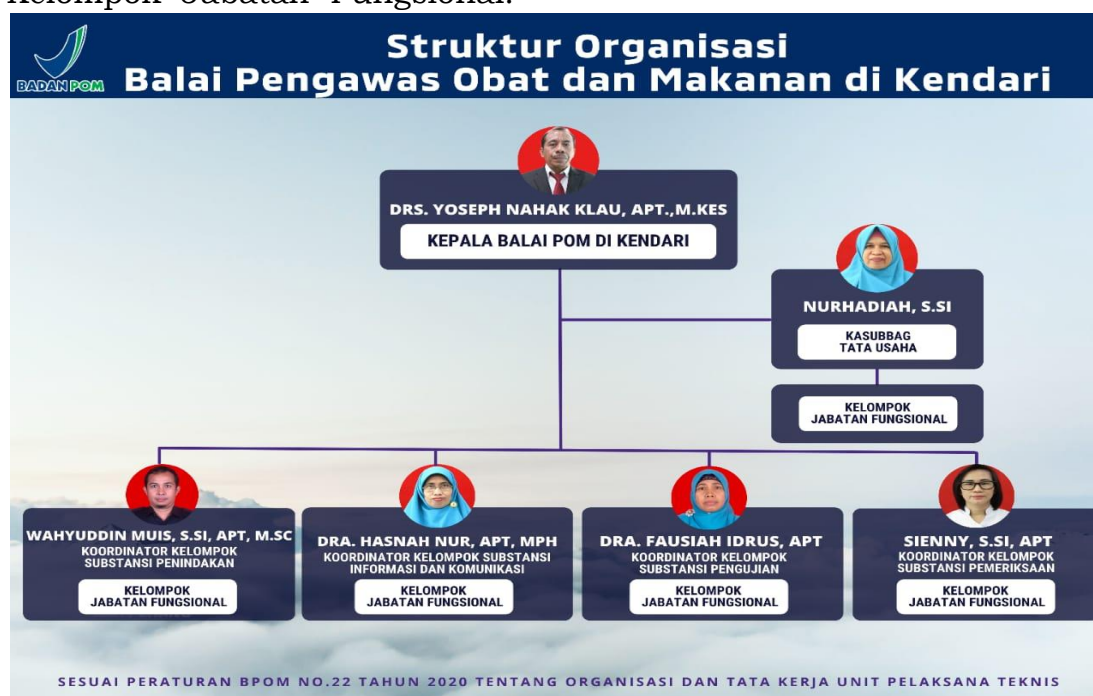 Kelompok Jabatan Fungsional.
BADAN POM
Struktur Organisasi
Balai Pengawas Obat dan Makanan di Kendari
DRS. YOSEPH NAHAK KLAU, APT.,M.KES
KEPALA BALAI POM DI KENDARI
NURHADIAH, S.SI
KASUBBAG
TATA USAHA
KELOMPOK
JABATAN FUNGSIONAL
WAHYUDDIN MUIS, S.SI, APT, M.SC
KOORDINATOR KELOMPOK
SUBSTANSI PENINDAKAN
KELOMPOK
JABATAN FUNGSIONAL
DRA. HASNAH NUR, APT, MPH
KOORDINATOR KELOMPOK SUBSTANSI
INFORMASI DAN KOMUNIKASI
KELOMPOK
JABATAN FUNGSIONAL
DRA. FAUSIAH IDRUS, APT
KOORDINATOR KELOMPOK
SUBSTANSI PENGUJIAN
KELOMPOK
JABATAN FUNGSIONAL
SIENNY, S.SI, APT
KOORDINATOR KELOMPOK
SUBSTANSI PEMERIKSAAN
KELOMPOK
JABATAN FUNGSIONAL
SESUAI PERATURAN BPOM NO.22 TAHUN 2020 TENTANG ORGANISASI DAN TATA KERJA UNIT PELAKSANA TEKNIS